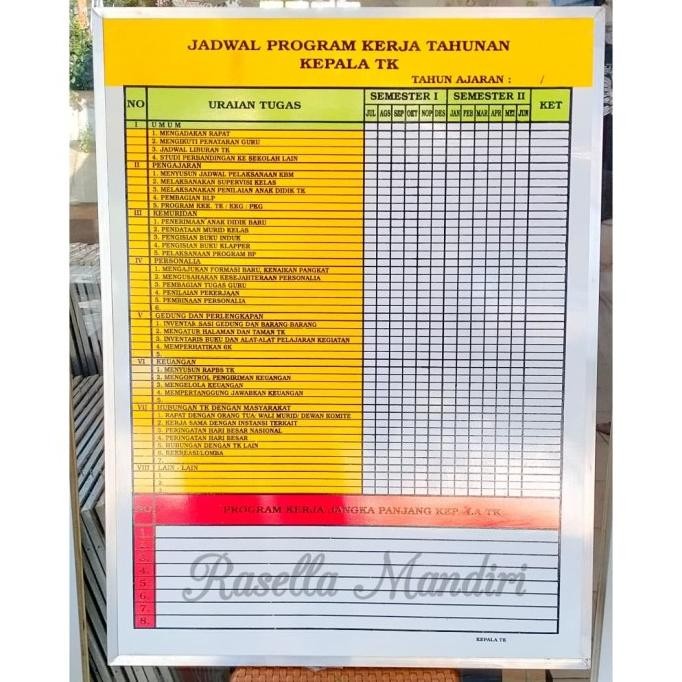 JADWAL PROGRAM KERJA TAHUNAN
KEPALA TK
TAHUN AJARAN : /
NO URAIAN TUGAS SEMESTER I SEMESTER II KET
JUL AGS SEP OKT NOP DES JAN FEB MAR APR MEI JUN
I UMUM
1. MENGADAKAN RAPAT
2. MENGIKUTI PENATARAN GURU
3. JADWAL LIBURAN TK
4. STUDI PERBANDINGAN KE SEKOLAH LAIN
II PENGAJARAN
1. MENYUSUN JADWAL PELAKSANAAN KBM
2. MELAKSANAKAN SUPERVISI KELAS
3. MELAKSANAKAN PENILAIAN ANAK DIDIK TK
4. PEMBAGIAN BLP
5. PROGRAM KKK. TK / KKG / PKG
III KEMURIDAN
1. PENERIMAAN ANAK DIDIK BARU
2. PENDATAAN MURID KELAS
3. PENGISIAN BUKU INDUK
4. PENGISIAN BUKU KLAPPER
5. PELAKSANAAN PROGRAM BP
IV PERSONALIA
1. MENGAJUKAN FORMASI BARU, KENAIKAN PANGKAT
2. MENGUSAHAKAN KESEJAHTERAAN PERSONALIA
3. PEMBAGIAN TUGAS GURU
4. PENILAIAN PEKERJAAN
5. PEMBINAAN PERSONALIA
6.
V GEDUNG DAN PERLENGKAPAN
1. INVENTAR SASI GEDUNG DAN BARANG BARANG
2. MENGATUR HALAMAN DAN TAMAN TK
3. INVENTARIS BUKU DAN ALAT-ALAT PELAJARAN KEGIATAN
4. MEMPERHATIKAN 6K
5.
VI KEUANGAN
1. MENYUSUN RAPBS TK
2. MENGONTROL PENGIRIMAN KEUANGAN
3. MENGELOLA KEUANGAN
4. MEMPERTANGGUNG JAWABKAN KEUANGAN
5.
VII HUBUNGAN TK DENGAN MASYARAKAT
1. RAPAT DENGAN ORANG TUA/ WALI MURID/ DEWAN KOMITE
2. KERJA SAMA DENGAN INSTANSI TERKAIT
3. PERINGATAN HARI BESAR NASIONAL
4. PERINGATAN HARI BESAR
5. HUBUNGAN DENGAN TK LAIN
6. REKREASI/LOMBA
7.
VIII LAIN - LAIN
1
2
3
NO PROGRAM KERJA JANGKA PANJANG KEPALA TK
1.
2.
3.
4.
5.
6.
7.
8.
Rasella Mandiri
KEPALA TK